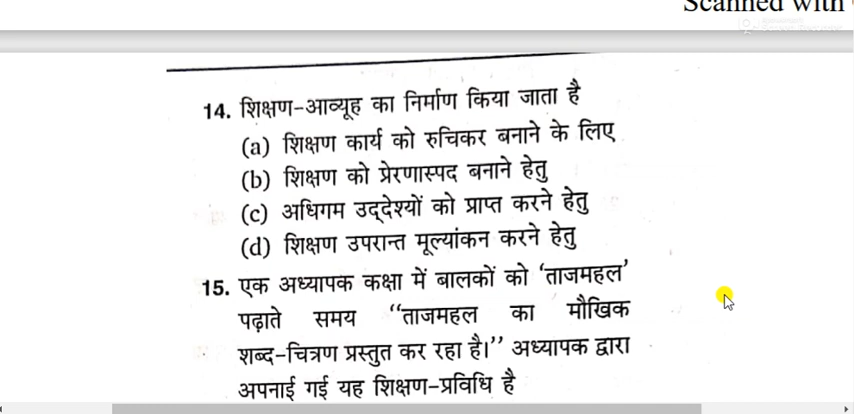 Scanned with
14. शिक्षण-आव्यूह का निर्माण किया जाता है
(a) शिक्षण कार्य को रुचिकर बनाने के लिए
(b) शिक्षण को प्रेरणास्पद बनाने हेतु
(c) अधिगम उद्देश्यों को प्राप्त करने हेतु
(d) शिक्षण उपरान्त मूल्यांकन करने हेतु
15. एक अध्यापक कक्षा में बालकों को ‘ताजमहल’
पढ़ाते समय “ताजमहल का मौखिक
शब्द-चित्रण प्रस्तुत कर रहा है।” अध्यापक द्वारा
अपनाई गई यह शिक्षण-प्रविधि है